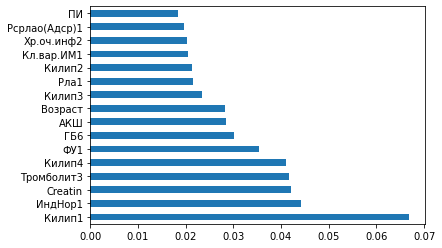 ПИ
Рсрлао(Адср)1
Хр.оч.инф2
Кл.вар.ИМ1
Килип2
Рла1
Килип3
Возраст
АКШ
ГБ6
ФУ1
Килип4
Тромболит3
Creatin
ИндНор1
Килип1
0.00 0.01 0.02 0.03 0.04 0.05 0.06 0.07